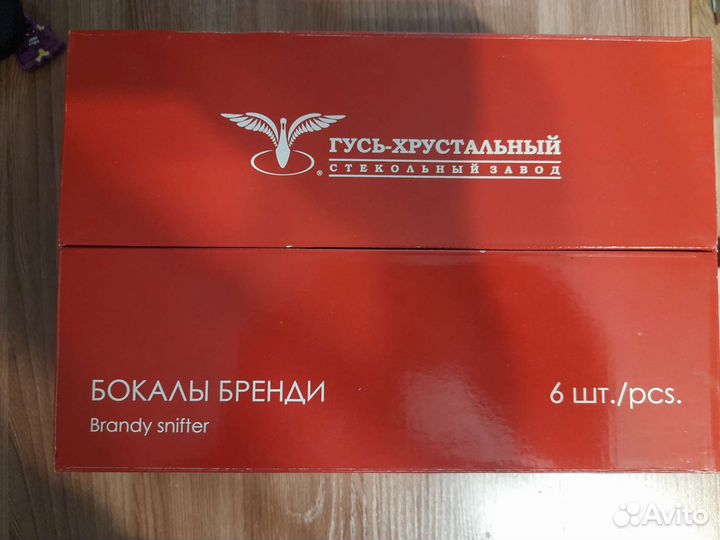 ГУСЬ-ХРУСТАЛЬНЫЙ
®
СТЕКОЛЬНЫЙ ЗАВОД
БОКАЛЫ БРЕНДИ
6 шт./pcs.
Brandy snifter
Avito